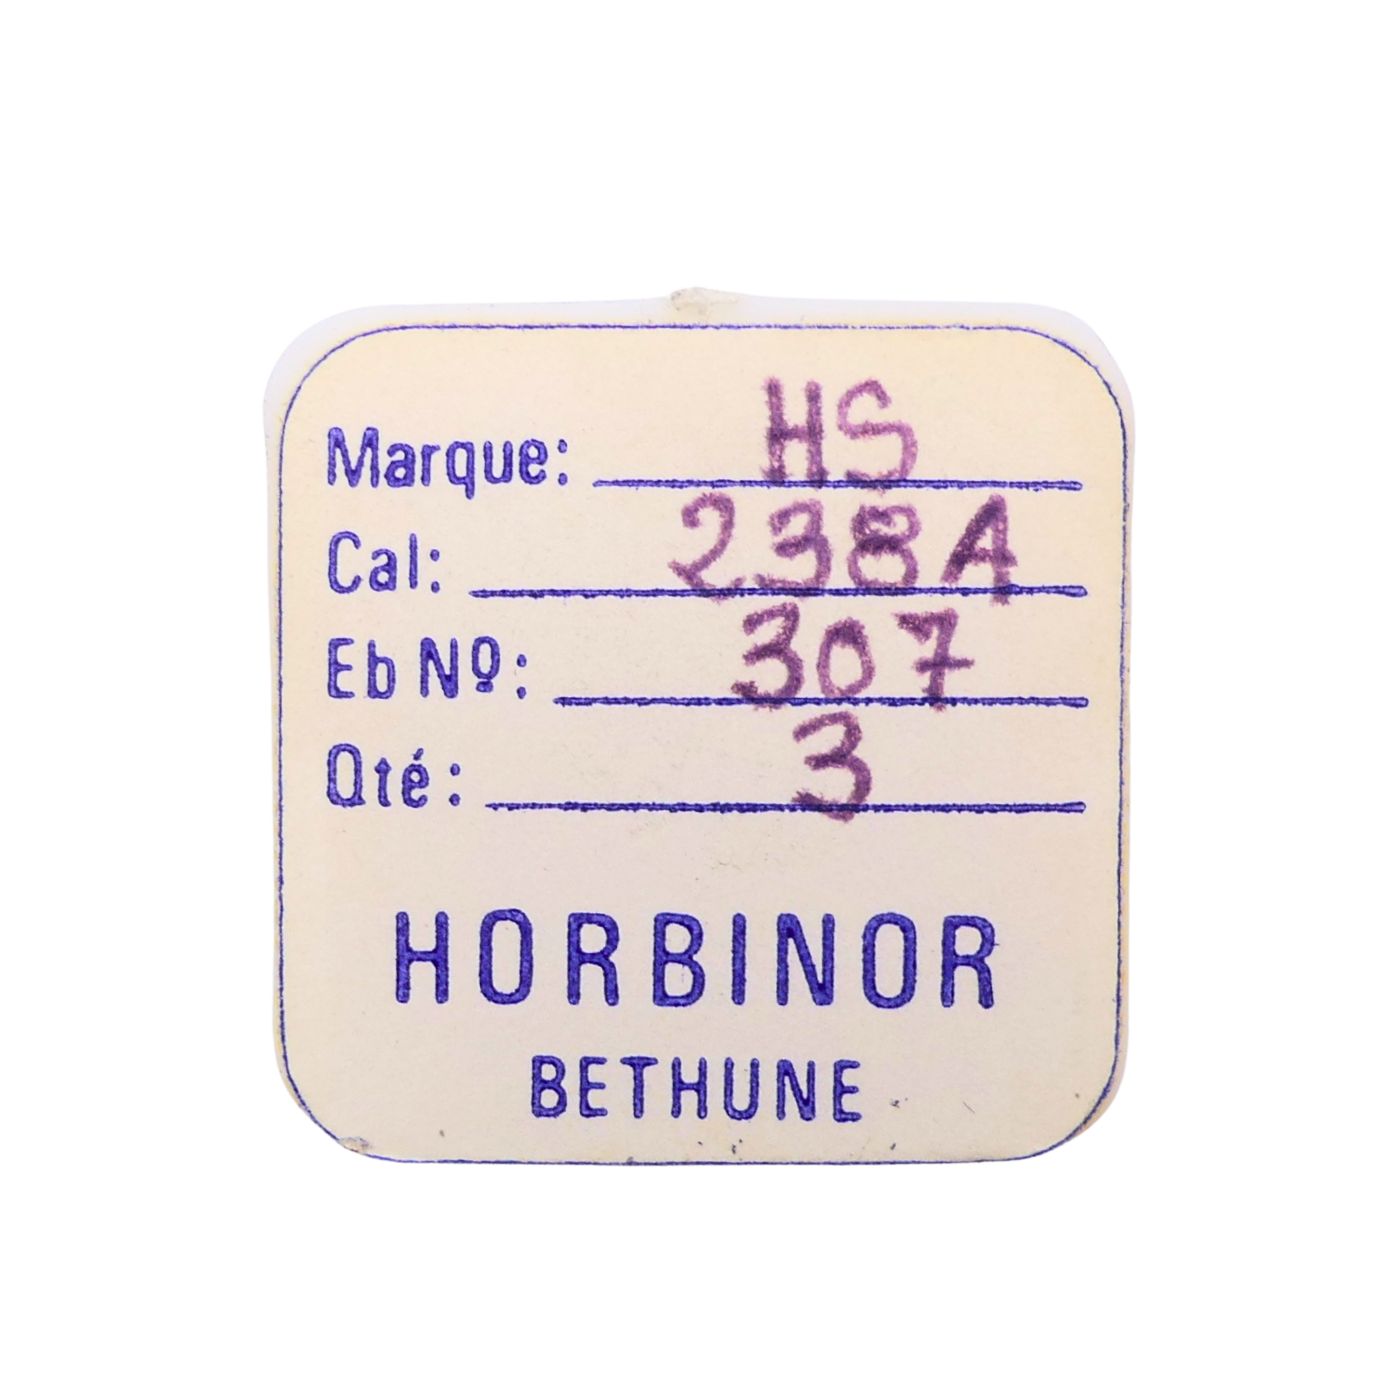 Marque: HS
Cal: 238A
Eb Nº: 307
Qté: 3
HORBINOR
BETHUNE